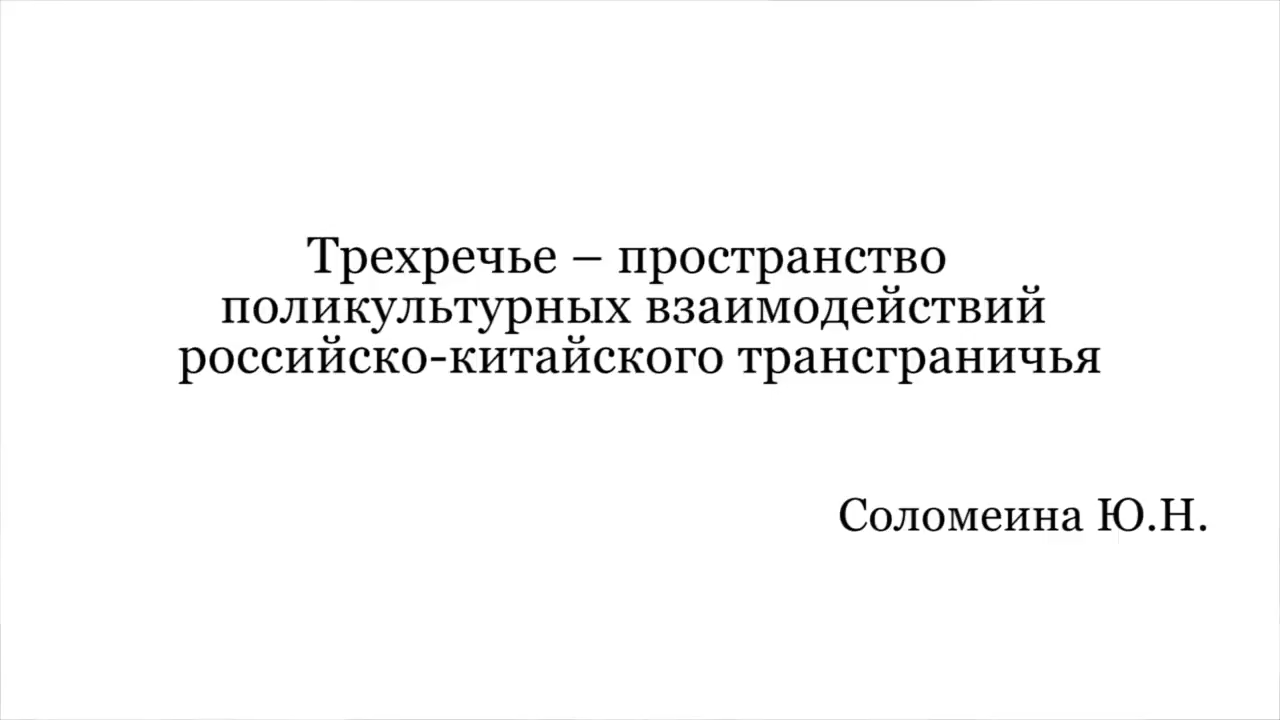 Трехречье – пространство
поликультурных взаимодействий
российско-китайского трансграничья
Соломеина Ю.Н.